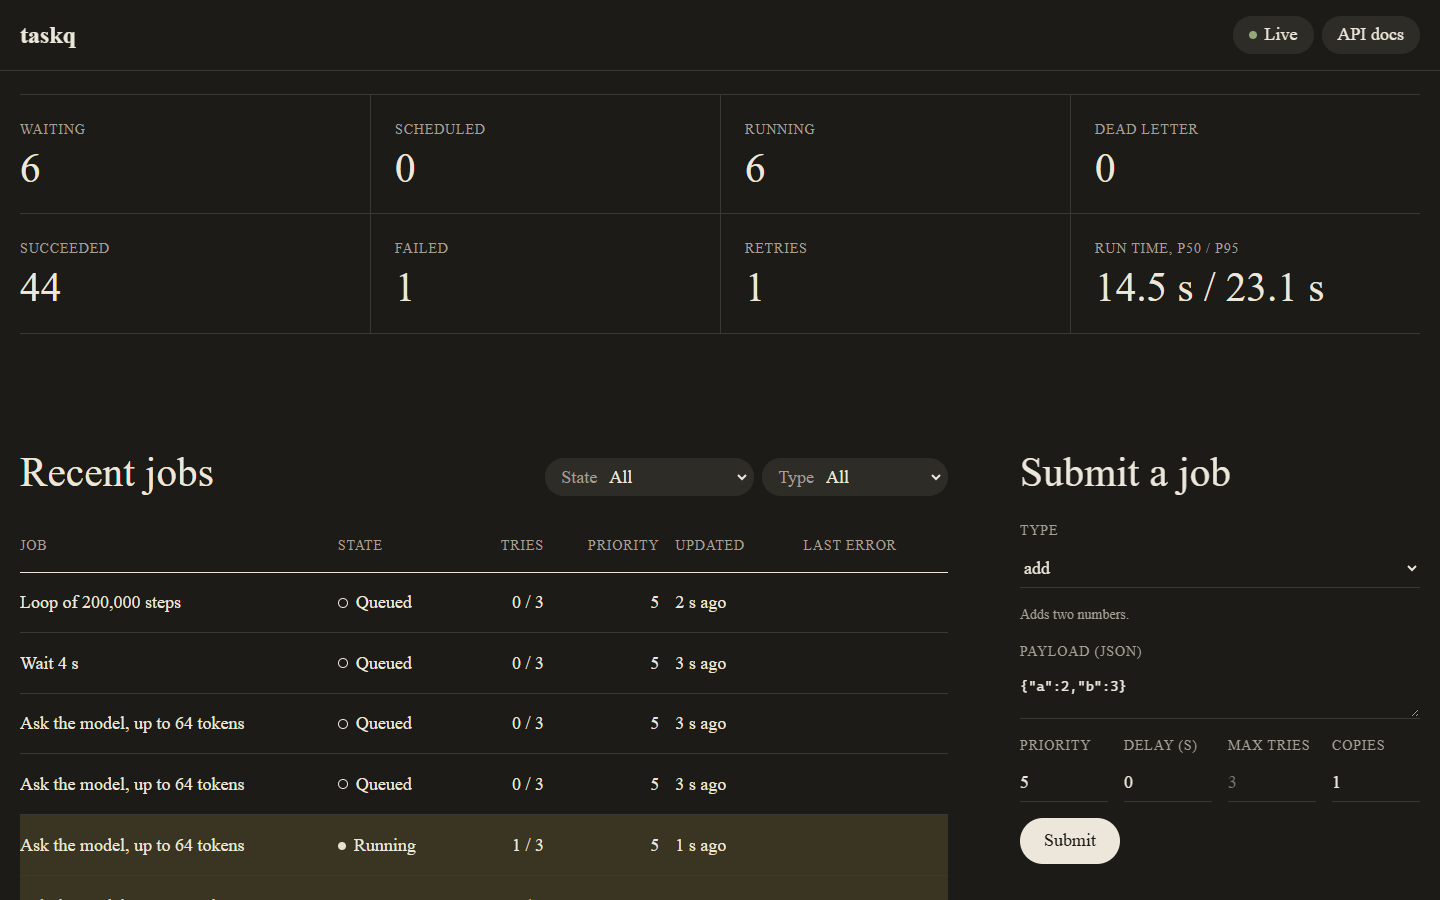 taskq
Live
API docs
WAITING
6
SCHEDULED
0
RUNNING
6
DEAD LETTER
0
SUCCEEDED
44
FAILED
1
RETRIES
1
RUN TIME, P50 / P95
14.5 s / 23.1 s
Recent jobs
State All
Type All
JOB STATE TRIES PRIORITY UPDATED LAST ERROR
Loop of 200,000 steps Queued 0 / 3 5 2 s ago
Wait 4 s Queued 0 / 3 5 3 s ago
Ask the model, up to 64 tokens Queued 0 / 3 5 3 s ago
Ask the model, up to 64 tokens Queued 0 / 3 5 3 s ago
Ask the model, up to 64 tokens Running 1 / 3 5 1 s ago
Submit a job
TYPE
add
Adds two numbers.
PAYLOAD (JSON)
{"a":2,"b":3}
PRIORITY DELAY (S) MAX TRIES COPIES
5 0 3 1
Submit